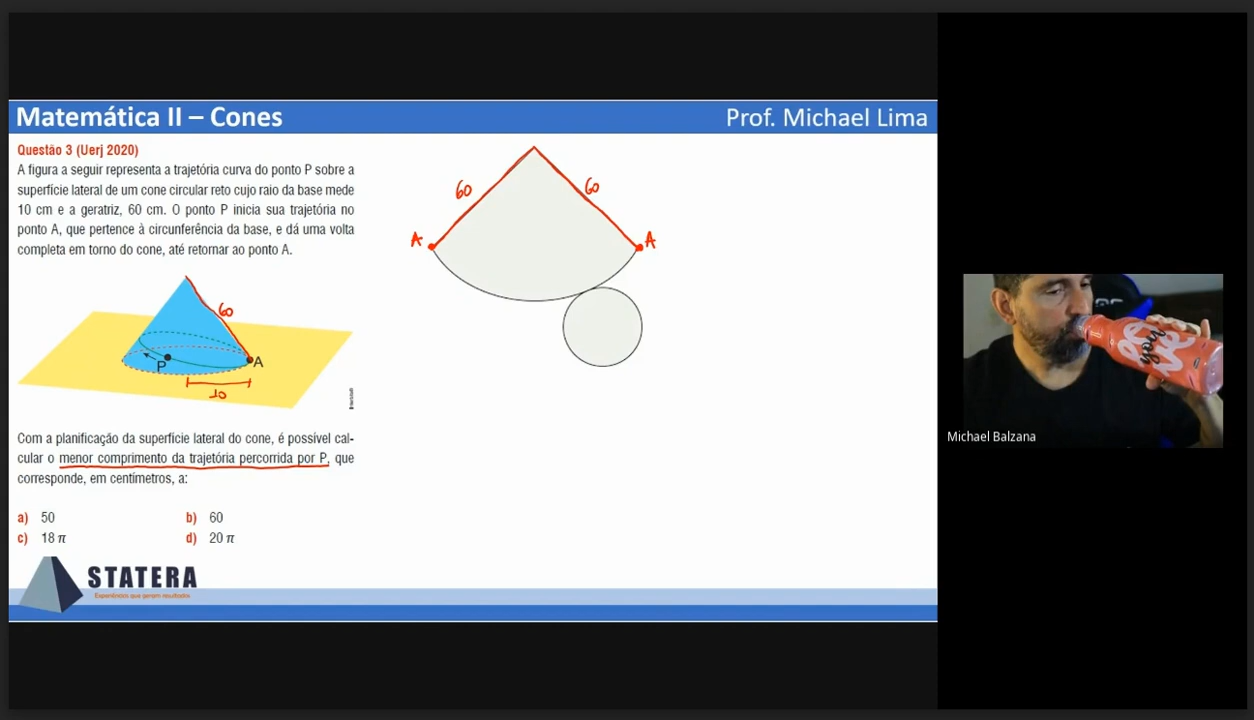 Matemática II – Cones
Prof. Michael Lima
Questão 3 (Uerj 2020)
A figura a seguir representa a trajetória curva do ponto P sobre a
superfície lateral de um cone circular reto cujo raio da base mede
10 cm e a geratriz, 60 cm. O ponto P inicia sua trajetória no
ponto A, que pertence à circunferência da base, e dá uma volta
completa em torno do cone, até retornar ao ponto A.
60
P
A
10
Com a planificação da superfície lateral do cone, é possível cal-
cular o menor comprimento da trajetória percorrida por P, que
corresponde, em centímetros, a:
a) 50
b) 60
c) 18 π
d) 20 π
STATERA
Experiências que geram resultados
60
60
A
A
Michael Balzana